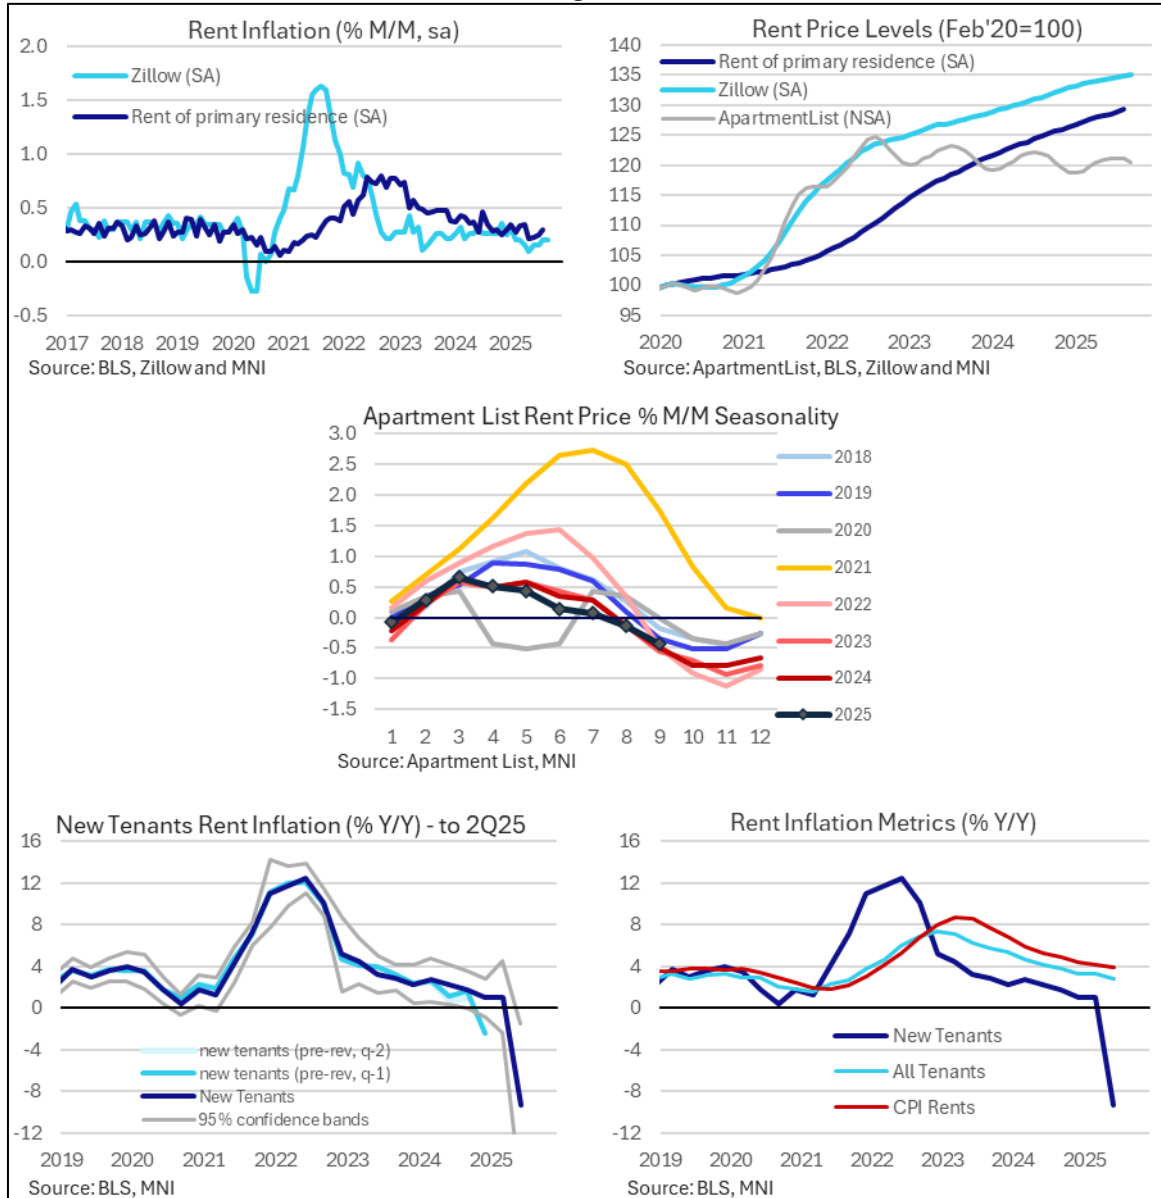 Rent Inflation (% M/M, sa)
2.0
1.5
1.0
0.5
0.0
-0.5
Zillow (SA)
Rent of primary residence (SA)
2017 2018 2019 2020 2021 2022 2023 2024 2025
Source: BLS, Zillow and MNI
Rent Price Levels (Feb'20=100)
140
135
130
125
120
115
110
105
100
95
Rent of primary residence (SA)
Zillow (SA)
ApartmentList (NSA)
2020 2021 2022 2023 2024 2025
Source: ApartmentList, BLS, Zillow and MNI
Apartment List Rent Price % M/M Seasonality
3.0
2.5
2.0
1.5
1.0
0.5
0.0
-0.5
-1.0
-1.5
2018
2019
2020
2021
2022
2023
2024
2025
1 2 3 4 5 6 7 8 9 10 11 12
Source: Apartment List, MNI
New Tenants Rent Inflation (% Y/Y) - to 2Q25
16
12
8
4
0
-4
-8
-12
new tenants (pre-rev, q-2)
new tenants (pre-rev, q-1)
New Tenants
95% confidence bands
2019 2020 2021 2022 2023 2024 2025
Source: BLS, MNI
Rent Inflation Metrics (% Y/Y)
16
12
8
4
0
-4
-8
-12
New Tenants
All Tenants
CPI Rents
2019 2020 2021 2022 2023 2024 2025
Source: BLS, MNI